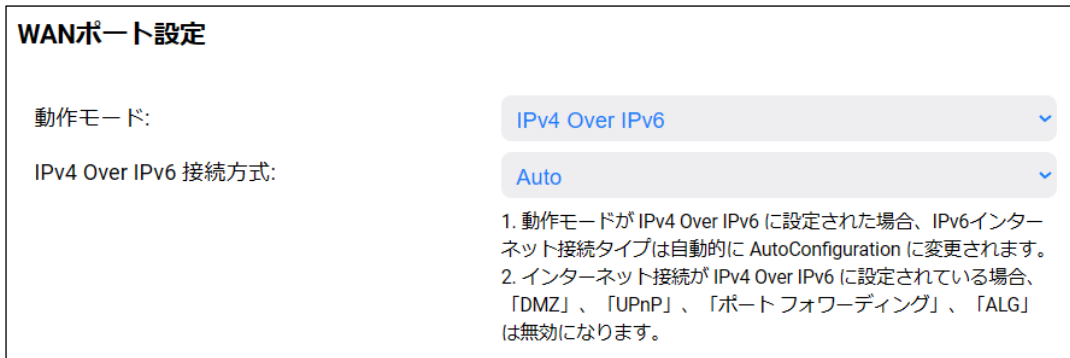 WANポート設定
動作モード:
IPv4 Over IPv6
IPv4 Over IPv6 接続方式:
Auto
1. 動作モードが IPv4 Over IPv6 に設定された場合、IPv6インター
ネット接続タイプは自動的に AutoConfiguration に変更されます。
2. インターネット接続が IPv4 Over IPv6 に設定されている場合、
「DMZ」、「UPnP」、「ポート フォワーディング」、「ALG」
は無効になります。